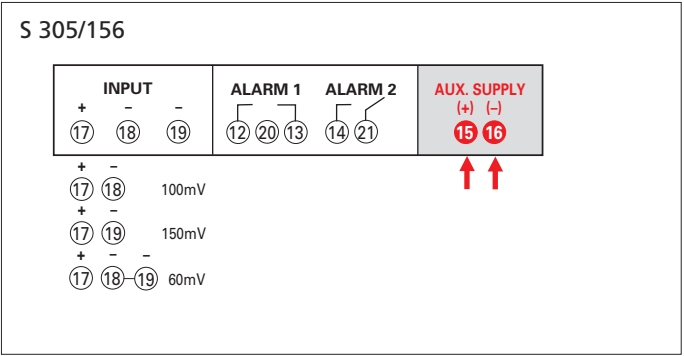 S 305/156
INPUT ALARM 1 ALARM 2 AUX. SUPPLY
+ – – (+) (–)
17 18 19 12 20 13 14 21 15 16
+ –
17 18 100mV
+ –
17 19 150mV
+ – –
17 18 19 60mV